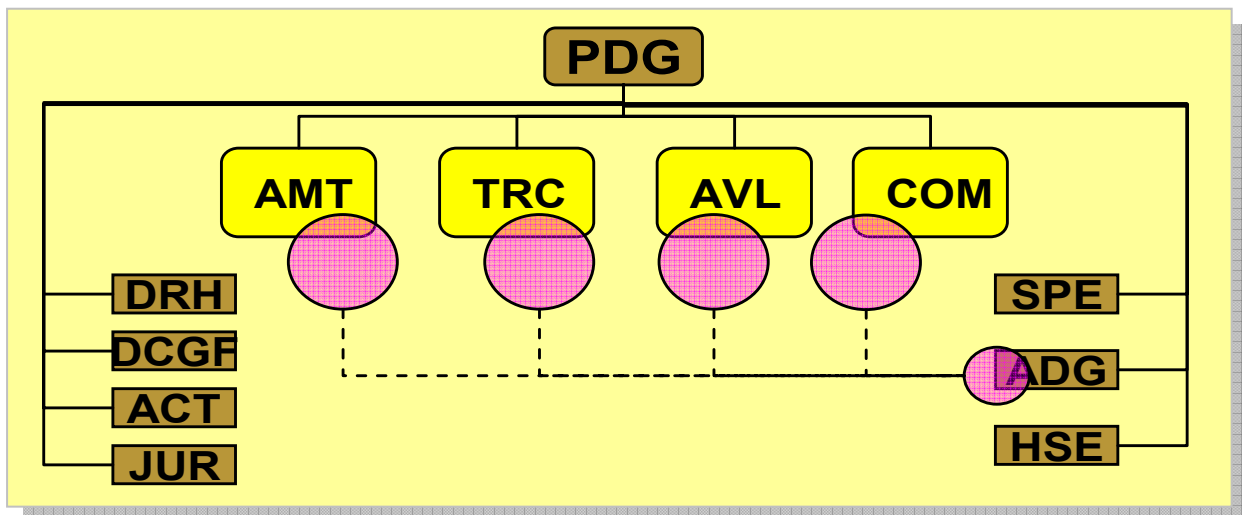 PDG
AMT
TRC
AVL
COM
DRH
DCGF
ACT
JUR
SPE
ADG
HSE